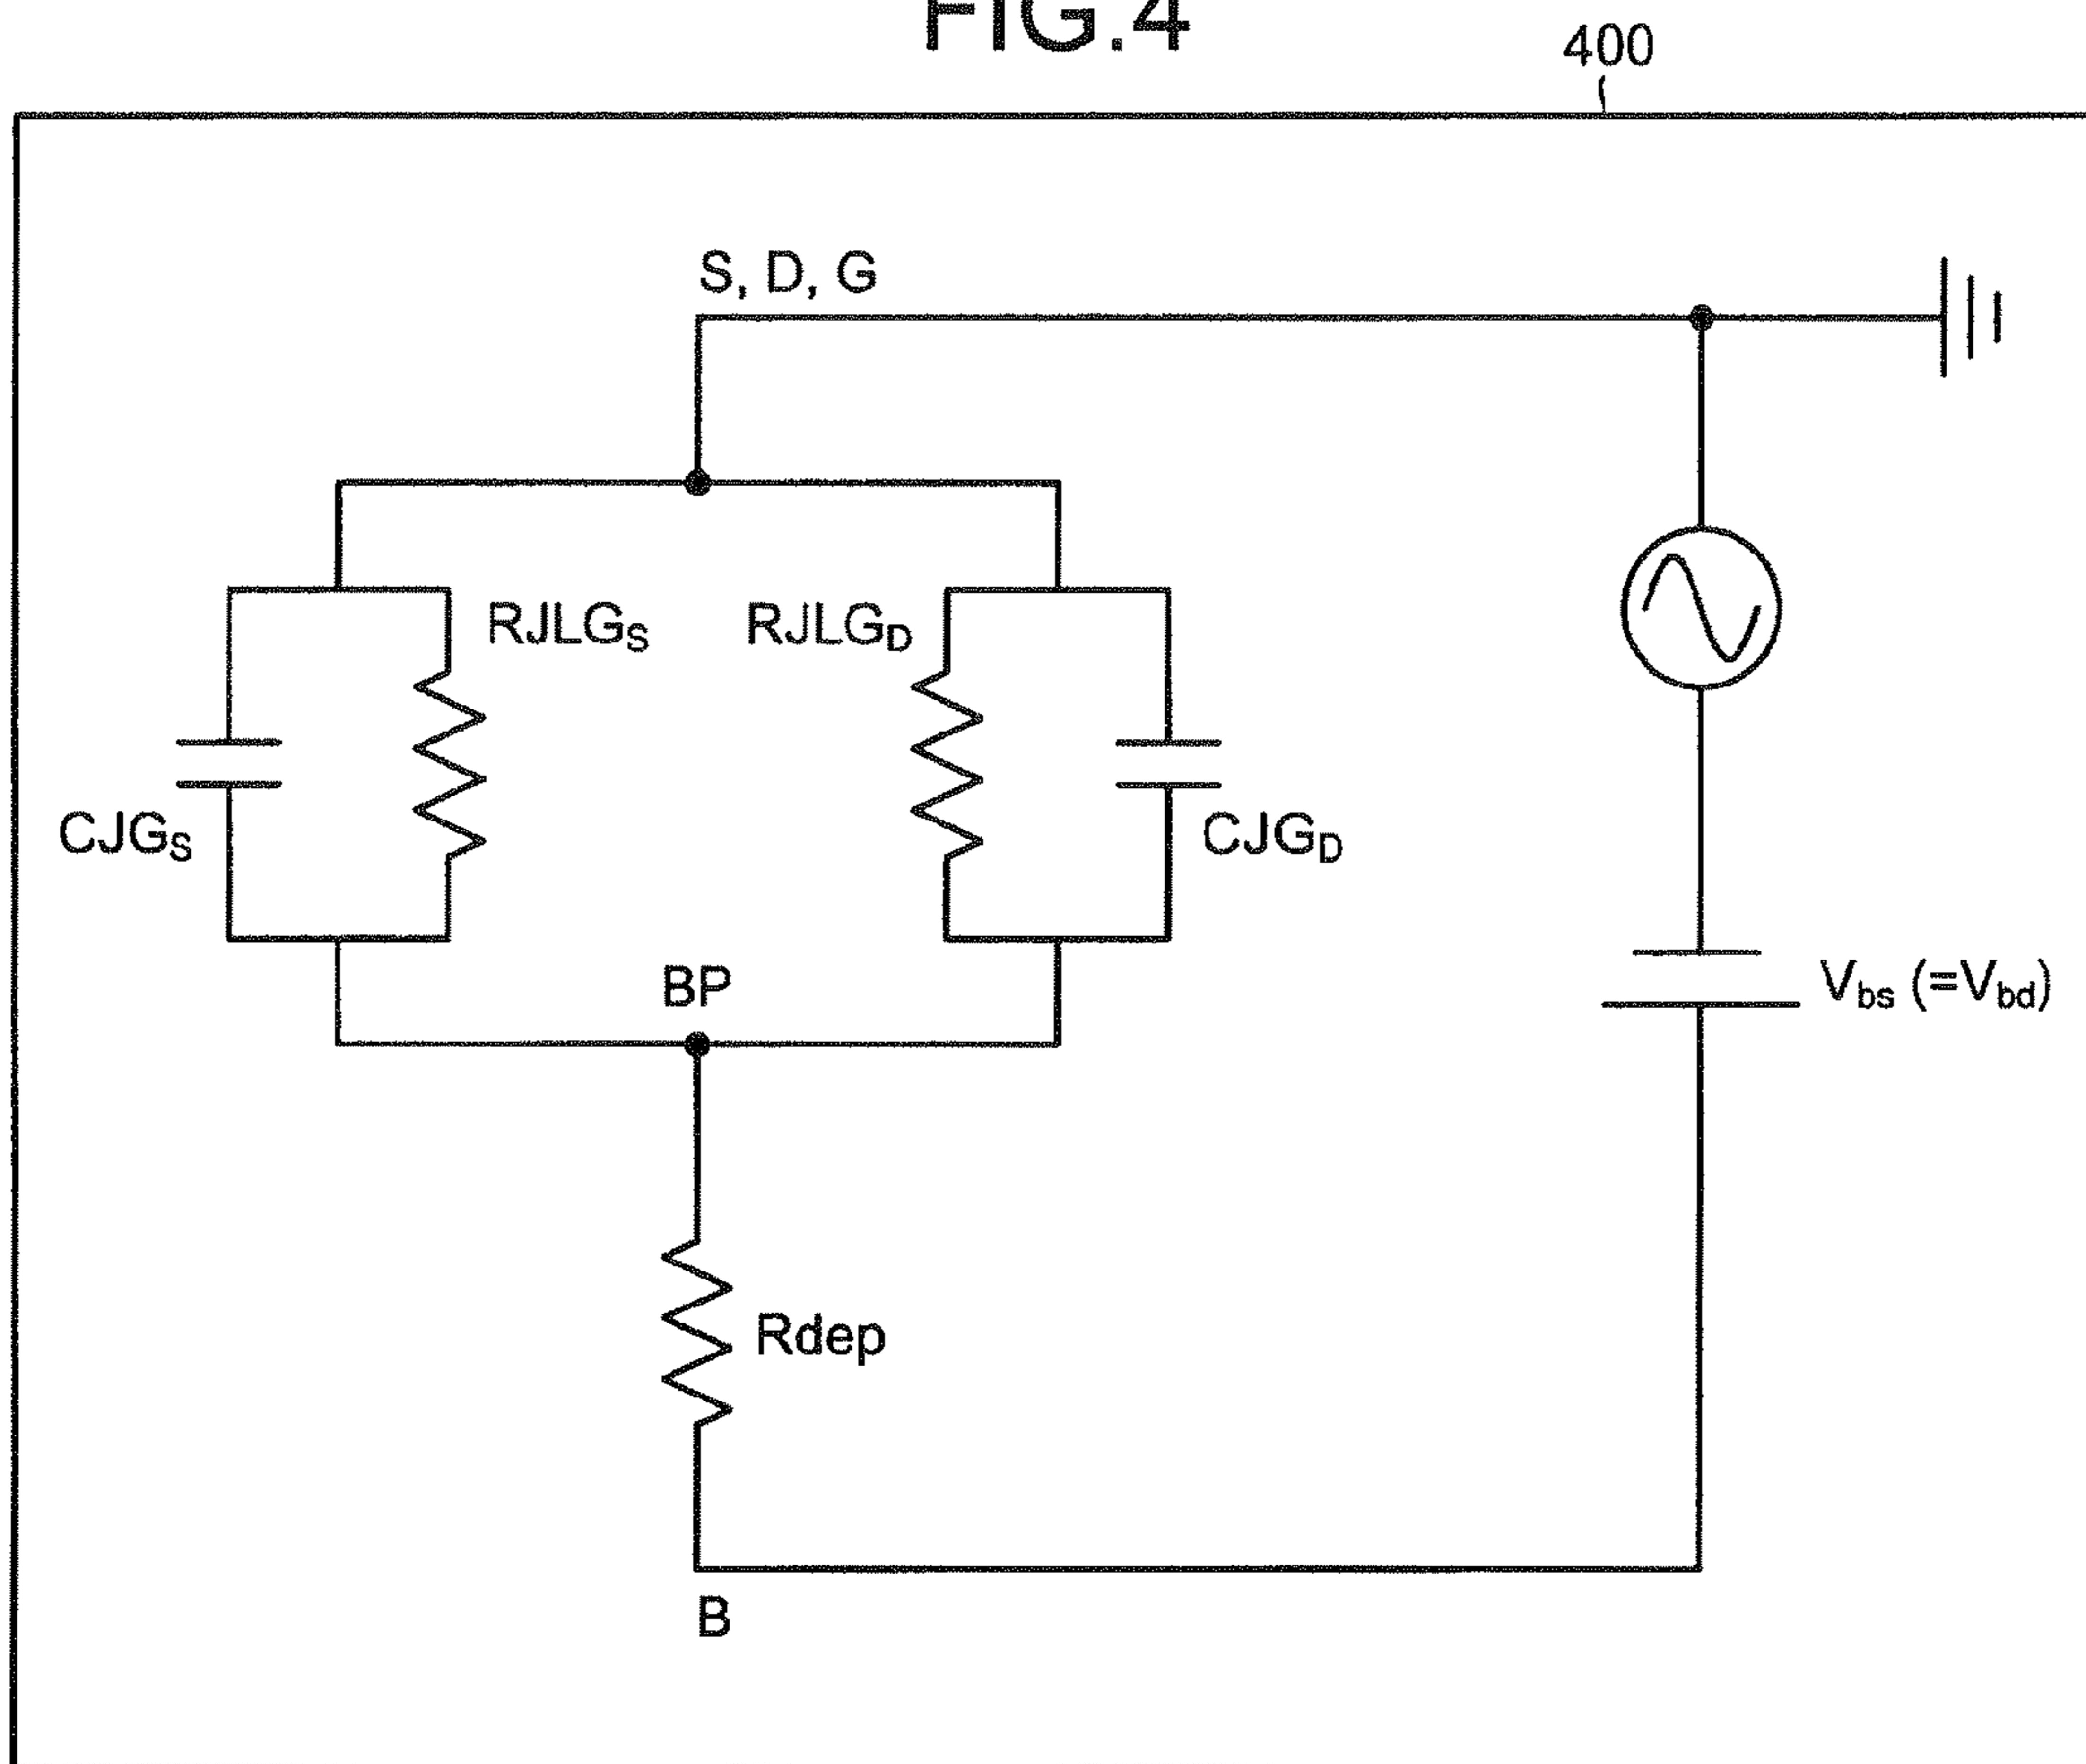 FIG.4
400
S, D, G
RJLGS
RJLGD
CJGS
CJGD
BP
Vbs (=Vbd)
Rdep
B